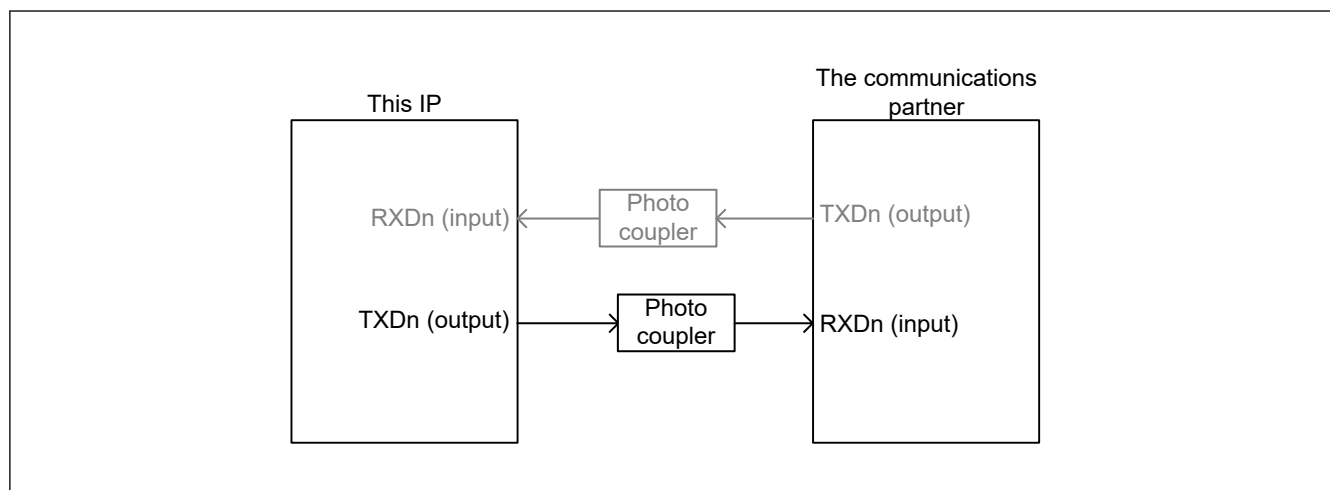 This IP
The communications
partner
RXDn (input)
Photo
coupler
TXDn (output)
TXDn (output)
Photo
coupler
RXDn (input)